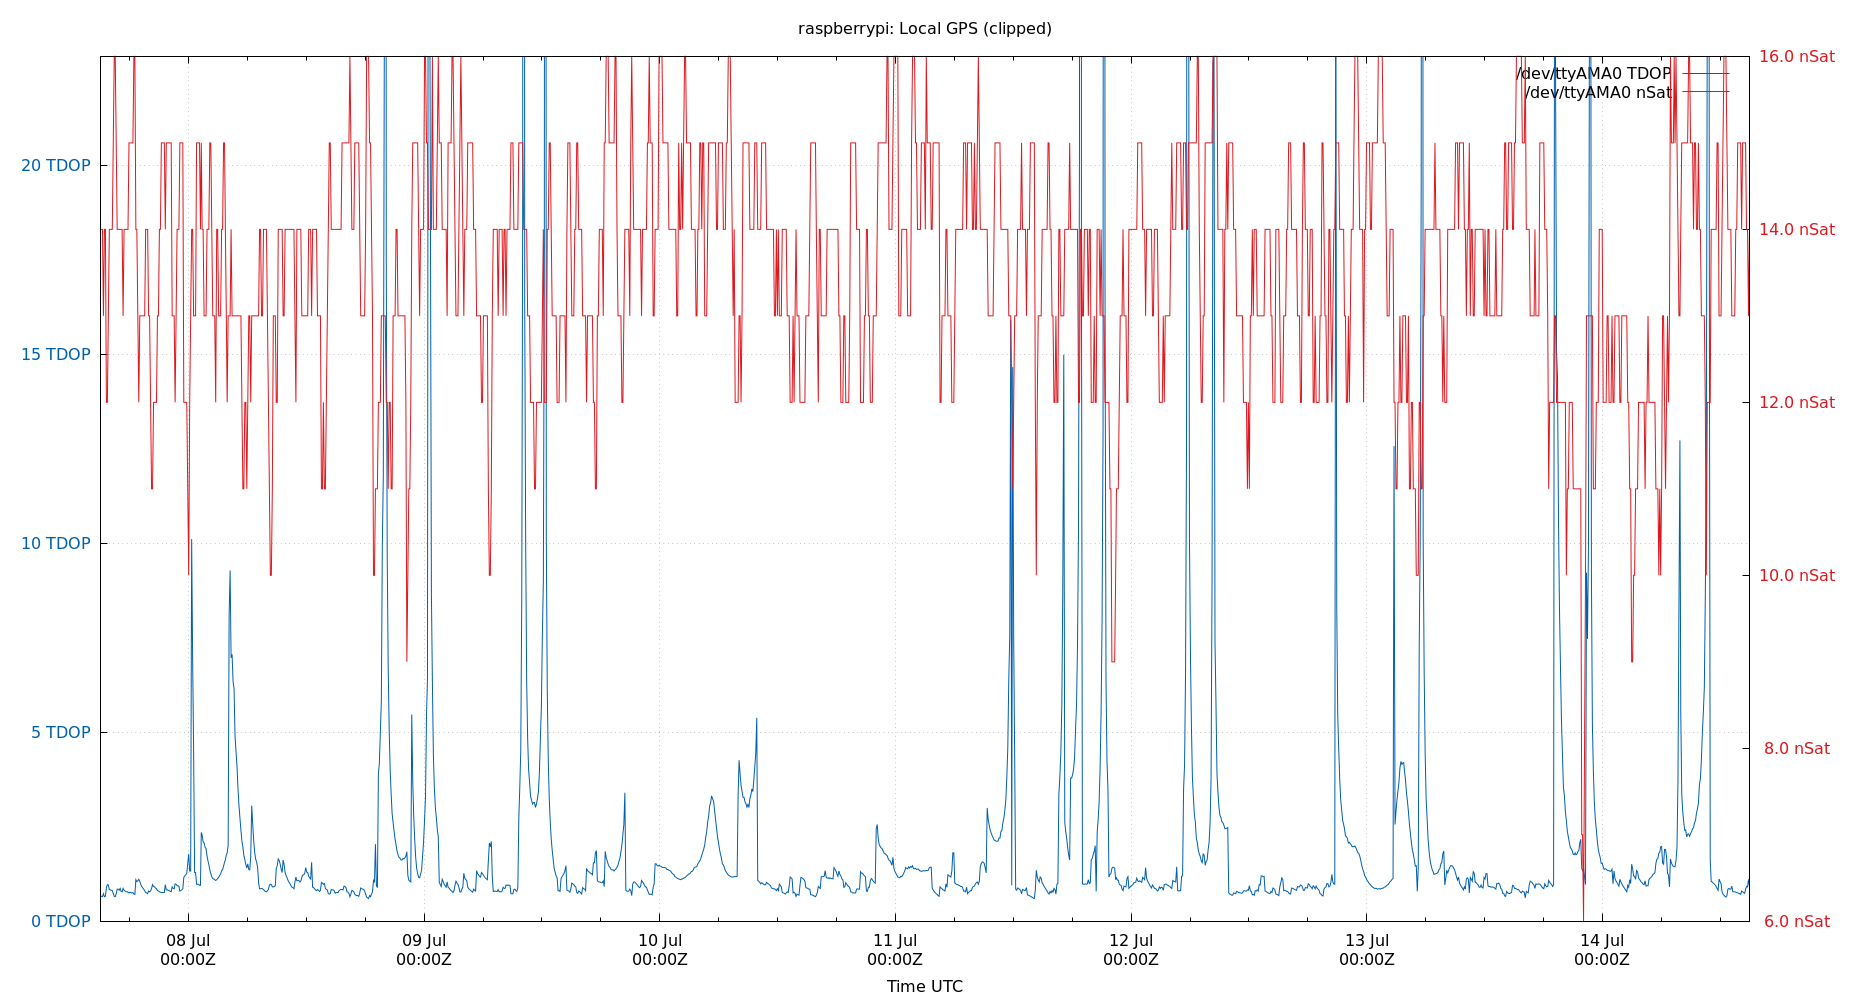 raspberrypi: Local GPS (clipped)
16.0 nSat
/dev/ttyAMA0 TDOP
/dev/ttyAMA0 nSat
20 TDOP
14.0 nSat
15 TDOP
12.0 nSat
10 TDOP
10.0 nSat
5 TDOP
8.0 nSat
0 TDOP
6.0 nSat
08 Jul
00:00Z
09 Jul
00:00Z
10 Jul
00:00Z
11 Jul
00:00Z
12 Jul
00:00Z
13 Jul
00:00Z
14 Jul
00:00Z
Time UTC